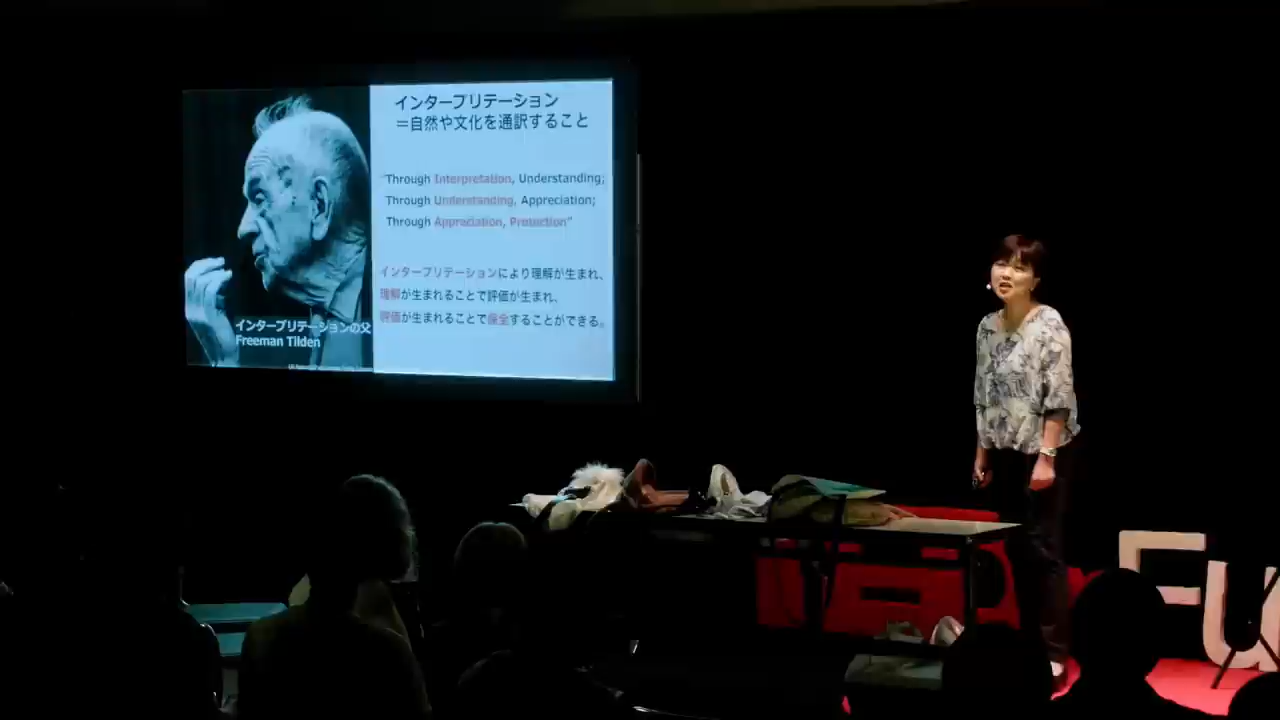 インタープリテーション
＝自然や文化を通訳すること
"Through Interpretation, Understanding;
Through Understanding, Appreciation;
Through Appreciation, Protection"
インタープリテーションにより理解が生まれ、
理解が生まれることで評価が生まれ、
評価が生まれることで保全することができる。
インタープリテーションの父
Freeman Tilden
TED
Fu